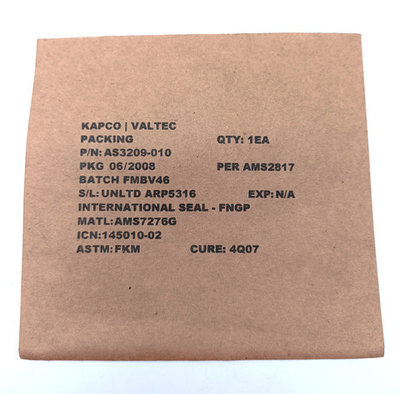 KAPCO | VALTEC
PACKING QTY: 1EA
P/N: AS3209-010
PKG 06/2008 PER AMS2817
BATCH FMBV46
S/L: UNLTD ARP5316 EXP: N/A
INTERNATIONAL SEAL - FNGP
MATL: AMS7276G
ICN:145010-02
ASTM: FKM CURE: 4Q07